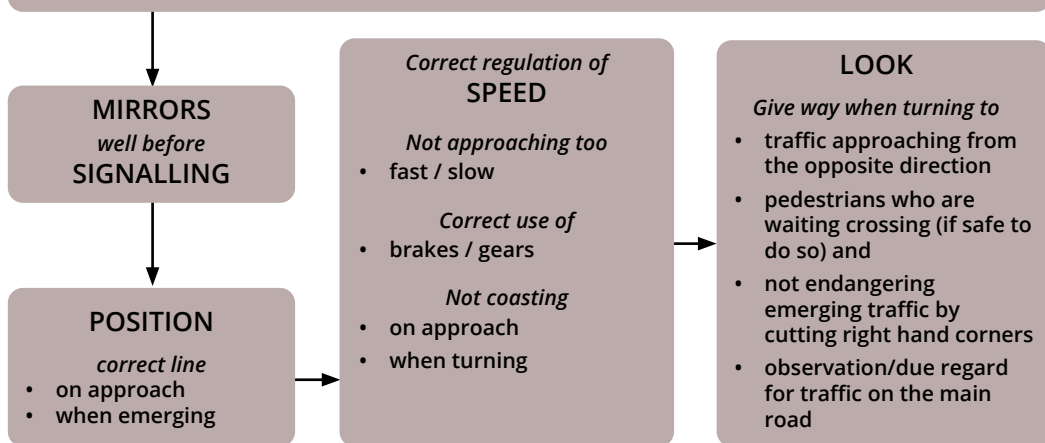 MIRRORS
well before
SIGNALLING
POSITION
correct line
• on approach
• when emerging
Correct regulation of
SPEED
Not approaching too
• fast / slow
Correct use of
• brakes / gears
Not coasting
• on approach
• when turning
LOOK
Give way when turning to
• traffic approaching from
the opposite direction
• pedestrians who are
waiting crossing (if safe to
do so) and
• not endangering
emerging traffic by
cutting right hand corners
• observation/due regard
for traffic on the main
road